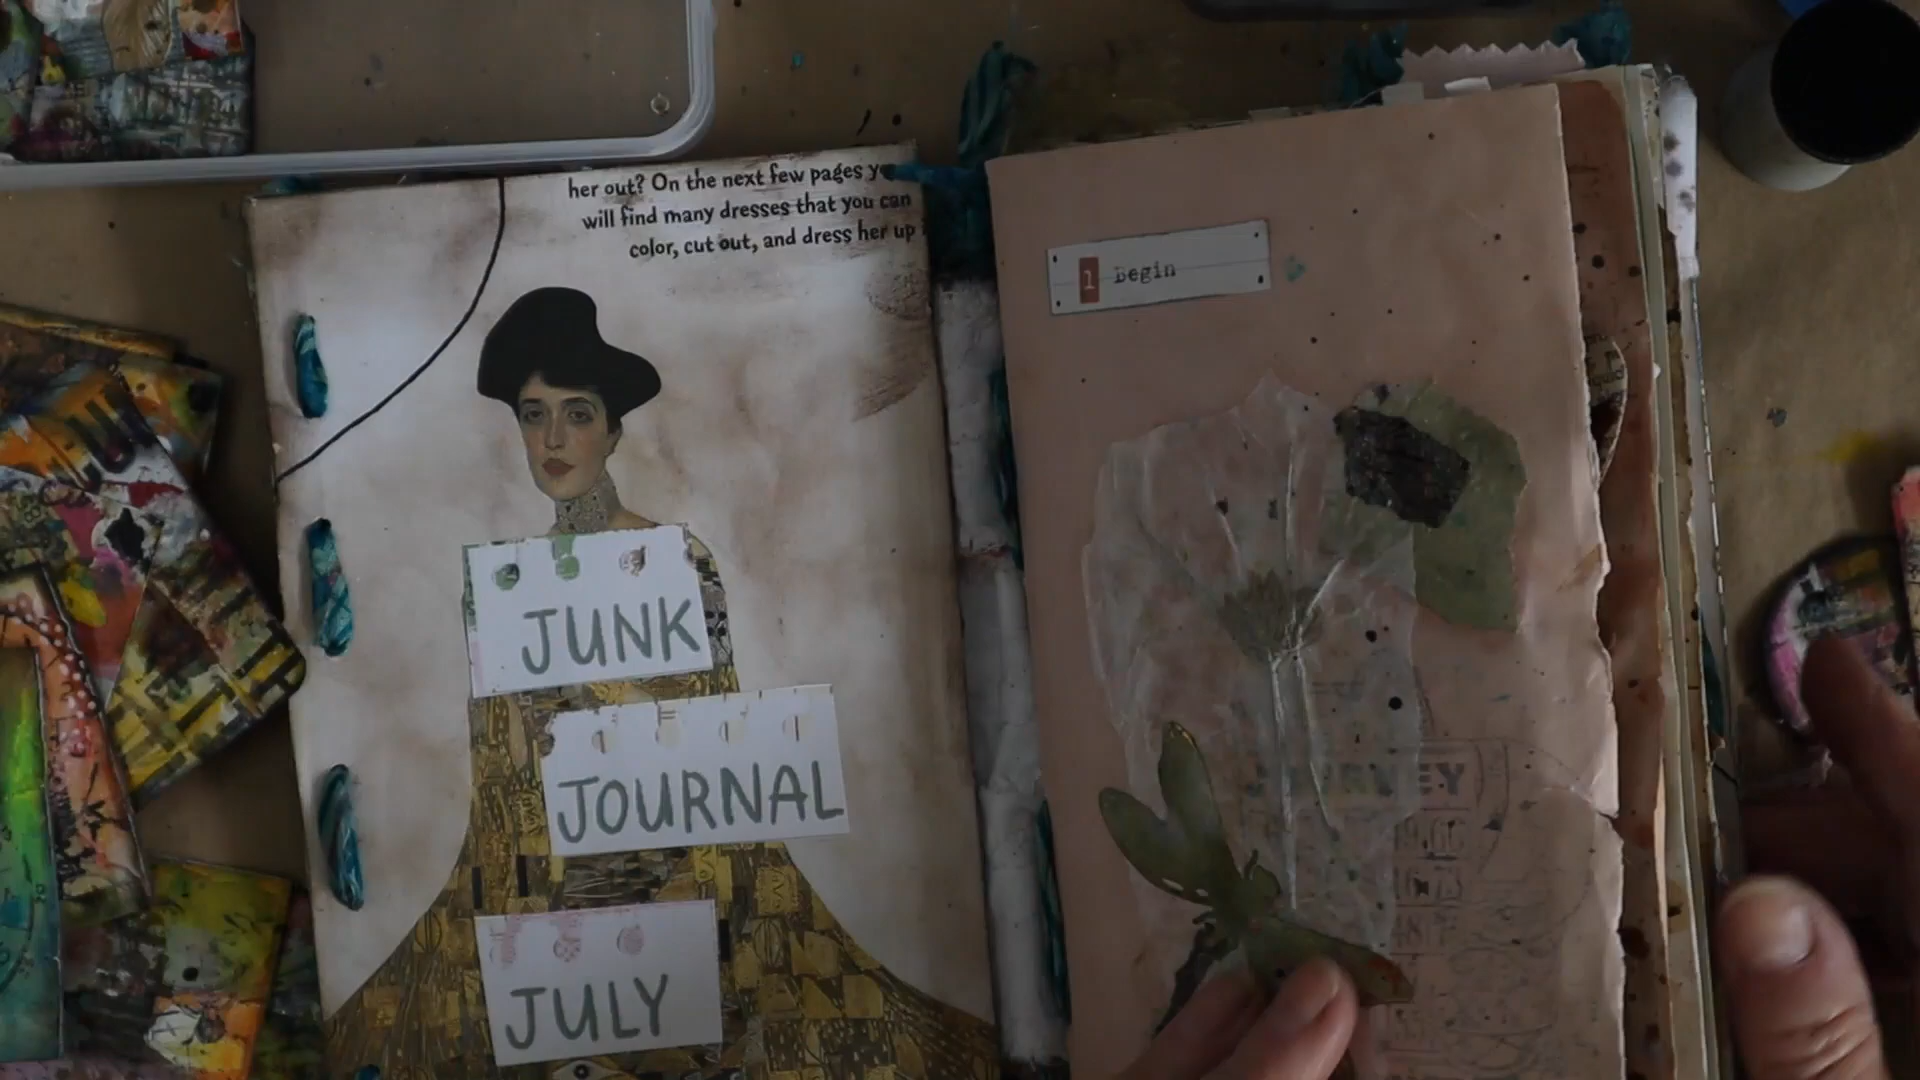 her out? On the next few pages
will find many dresses that you can
color, cut out, and dress her up
JUNK
JOURNAL
JULY
1 Begin